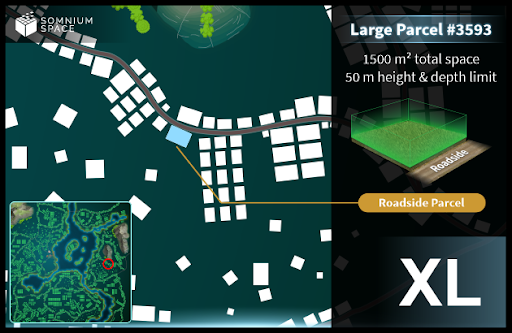 SOMNIUM
SPACE
Large Parcel #3593
1500 m² total space
50 m height & depth limit
Roadside
Roadside Parcel
XL